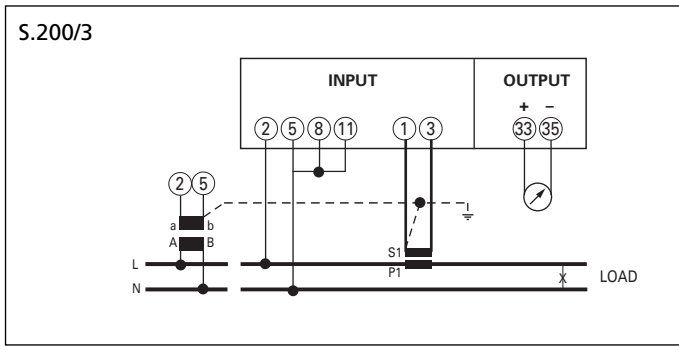 S.200/3
INPUT OUTPUT
+ −
2 5 8 11 1 3 33 35
2 5
a b
A B
S1
P1
L
N
x
LOAD